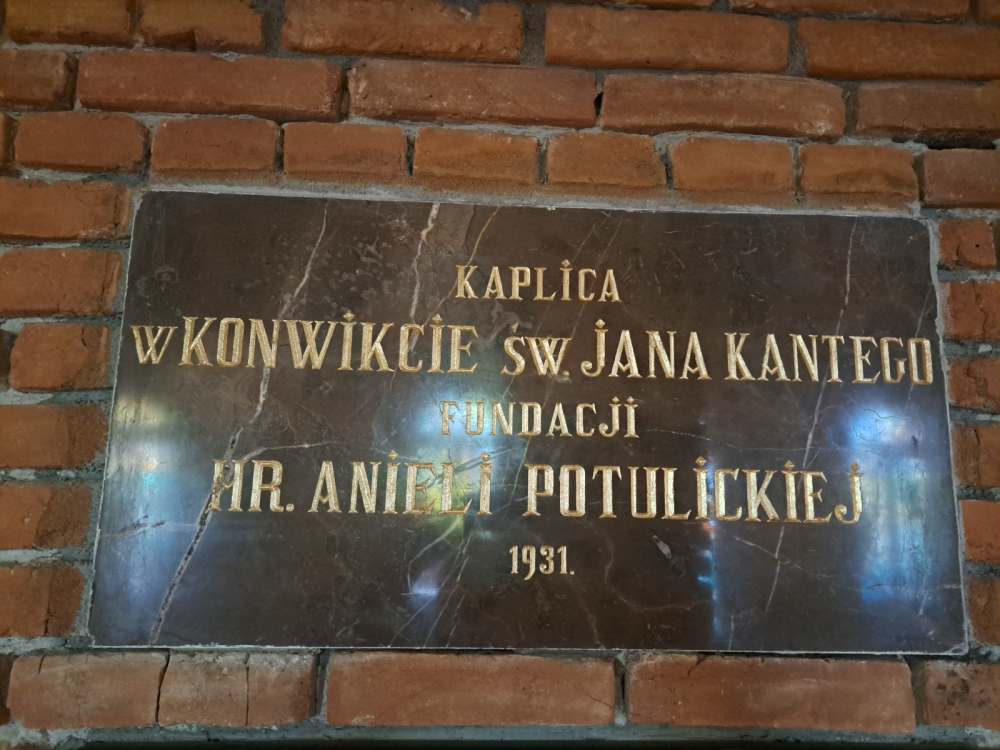 KAPLICA
W KONWIKCIE ŚW. JANA KANTEGO
FUNDACJI
HR. ANIELI POTULICKIEJ
1931.